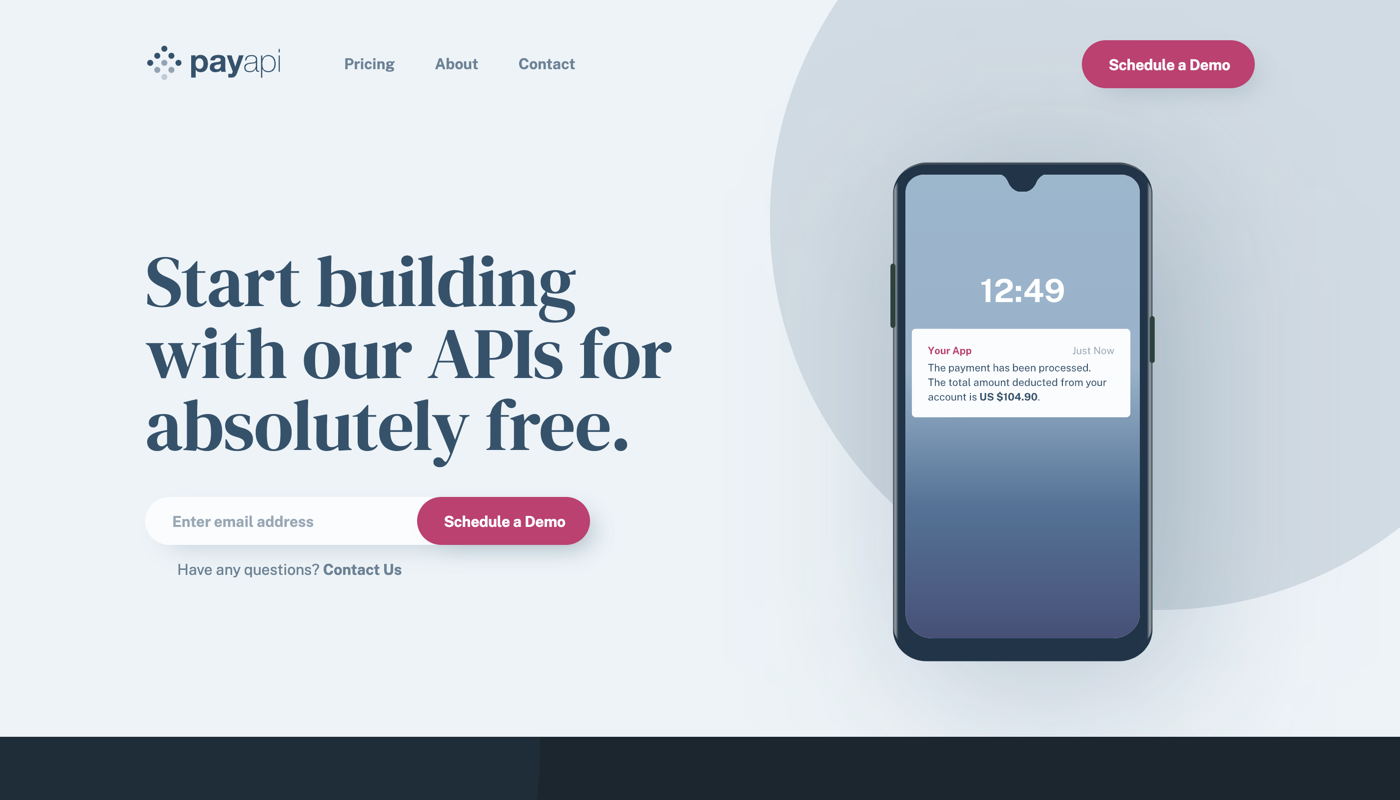 payapi
Pricing
About
Contact
Schedule a Demo
Start building
with our APIs for
absolutely free.
Enter email address
Schedule a Demo
Have any questions? Contact Us
12:49
Your App
Just Now
The payment has been processed.
The total amount deducted from your
account is US $104.90.